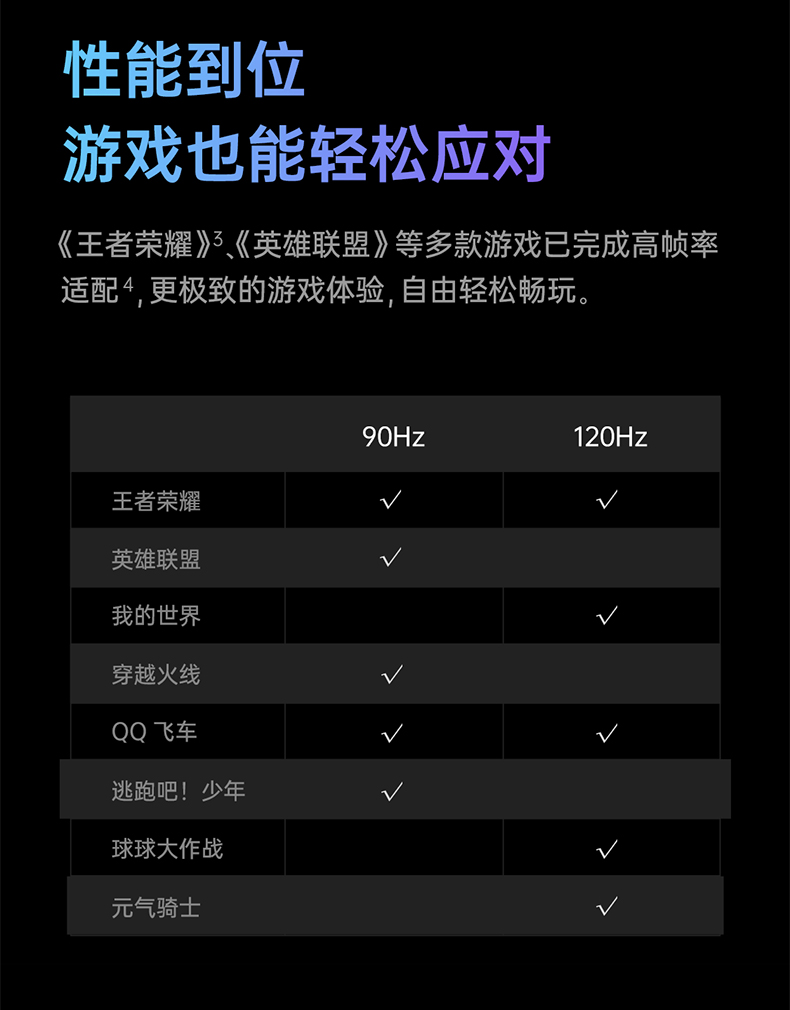 性能到位
游戏也能轻松应对
《王者荣耀》3、《英雄联盟》等多款游戏已完成高帧率
适配4,更极致的游戏体验,自由轻松畅玩。
90Hz 120Hz
王者荣耀 √ √
英雄联盟 √
我的世界 √
穿越火线 √
QQ 飞车 √ √
逃跑吧！少年 √
球球大作战 √
元气骑士 √